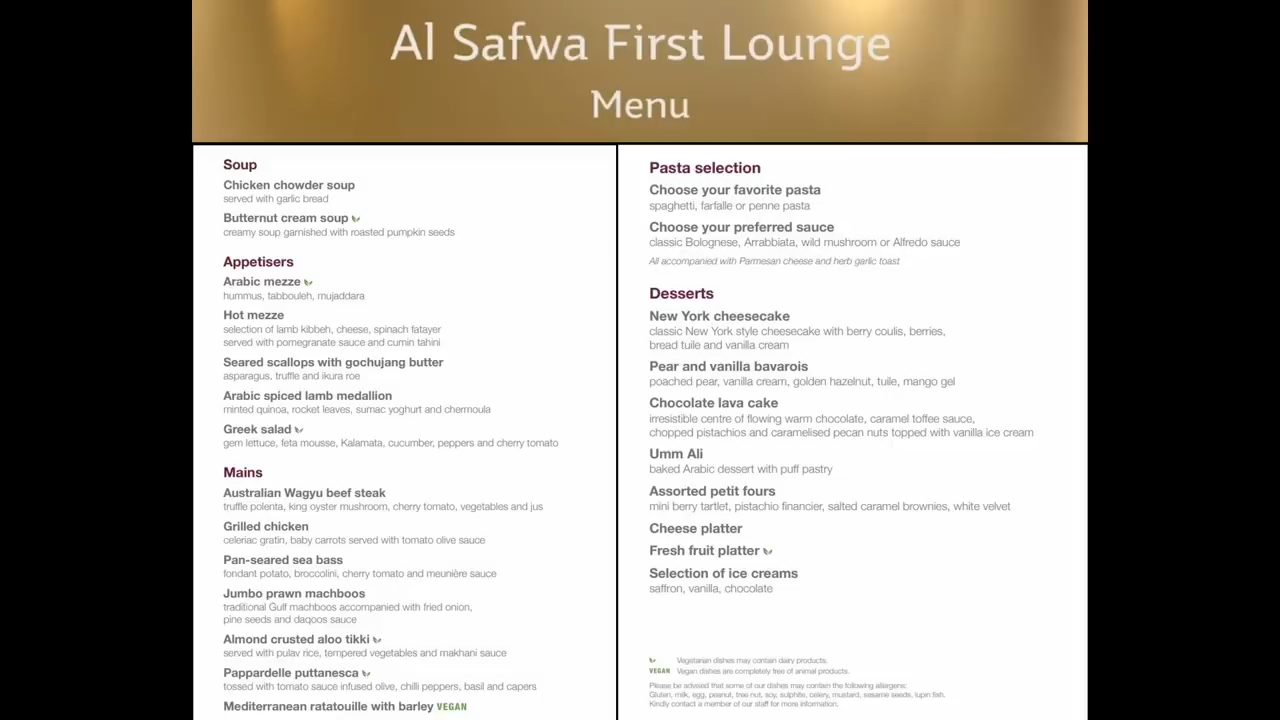 Al Safwa First Lounge
Menu
Soup
Chicken chowder soup
served with garlic bread
Butternut cream soup
creamy soup garnished with roasted pumpkin seeds
Appetisers
Arabic mezze
hummus, tabbouleh, mujaddara
Hot mezze
selection of lamb kibbeh, cheese, spinach fatayer
served with pomegranate sauce and cumin tahini
Seared scallops with gochujang butter
asparagus, truffle and ikura roe
Arabic spiced lamb medallion
minted quinoa, rocket leaves, sumac yoghurt and chermoula
Greek salad
gem lettuce, feta mousse, Kalamata, cucumber, peppers and cherry tomato
Mains
Australian Wagyu beef steak
truffle polenta, king oyster mushroom, cherry tomato, vegetables and jus
Grilled chicken
celeriac gratin, baby carrots served with tomato olive sauce
Pan-seared sea bass
fondant potato, broccolini, cherry tomato and meunière sauce
Jumbo prawn machboos
traditional Gulf machboos accompanied with fried onion,
pine seeds and daqoos sauce
Almond crusted aloo tikki
served with pulav rice, tempered vegetables and makhani sauce
Pappardelle puttanesca
tossed with tomato sauce infused olive, chilli peppers, basil and capers
Mediterranean ratatouille with barley VEGAN
Pasta selection
Choose your favorite pasta
spaghetti, farfalle or penne pasta
Choose your preferred sauce
classic Bolognese, Arrabbiata, wild mushroom or Alfredo sauce
All accompanied with Parmesan cheese and herb garlic toast
Desserts
New York cheesecake
classic New York style cheesecake with berry coulis, berries,
bread tuile and vanilla cream
Pear and vanilla bavarois
poached pear, vanilla cream, golden hazelnut, tuile, mango gel
Chocolate lava cake
irresistible centre of flowing warm chocolate, caramel toffee sauce,
chopped pistachios and caramelised pecan nuts topped with vanilla ice cream
Umm Ali
baked Arabic dessert with puff pastry
Assorted petit fours
mini berry tartlet, pistachio financier, salted caramel brownies, white velvet
Cheese platter
Fresh fruit platter
Selection of ice creams
saffron, vanilla, chocolate
Vegetarian dishes may contain dairy products.
VEGAN Vegan dishes are completely free of animal products.
Please be advised that some of our dishes may contain the following allergens:
Gluten, milk, egg, peanut, tree nut, soy, sulphite, celery, mustard, sesame seeds, lupin fish.
Kindly contact a member of our staff for more information.